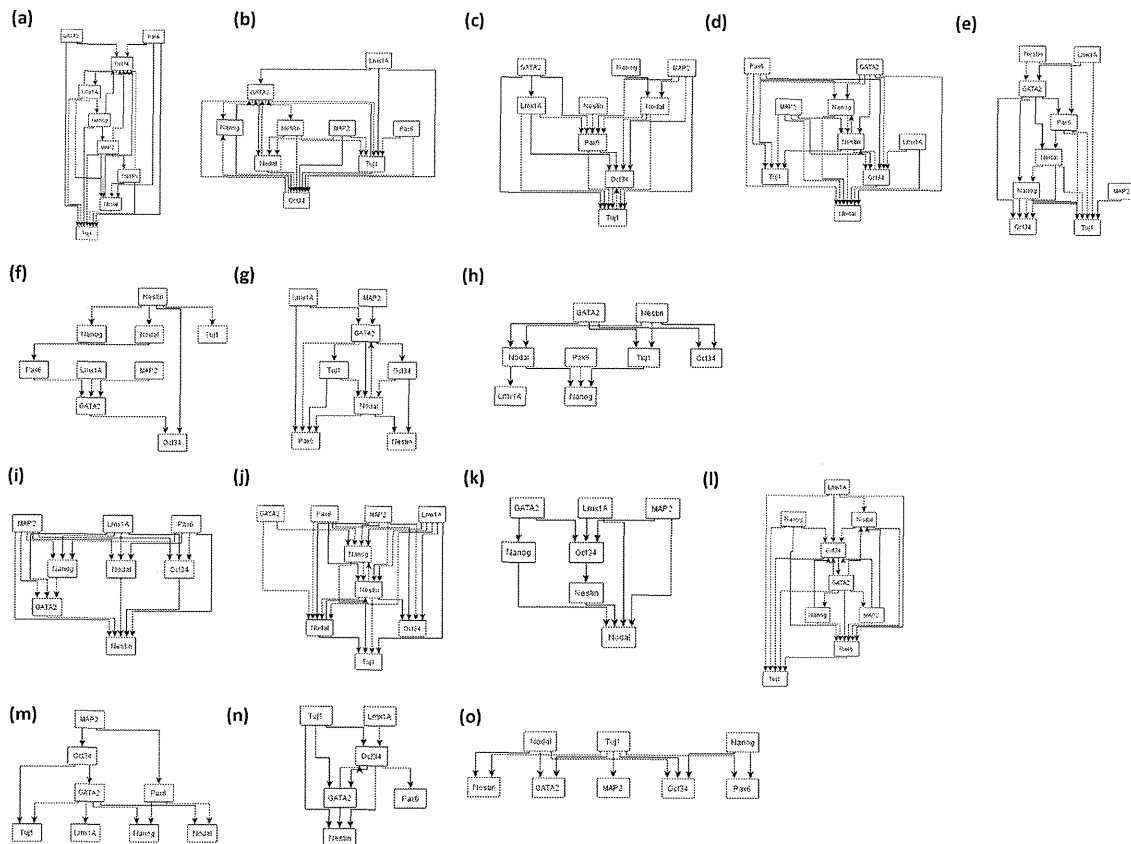 (a)
GATA2
Pax6
Oct34
Lmx1A
Nanog
MAP2
Nestin
Nodal
Tuj1
(b)
Lmx1A
GATA2
Nanog
Nestin
MAP2
Pax6
Nodal
Tuj1
Oct34
(c)
GATA2
Nanog
MAP2
Lmx1A
Nestin
Nodal
Pax6
Oct34
Tuj1
(d)
Pax6
GATA2
MAP2
Nanog
Nestin
Lmx1A
Tuj1
Oct34
Nodal
(e)
Nestin
Lmx1A
GATA2
Pax6
Nodal
Nanog
MAP2
Oct34
Tuj1
(f)
Nestin
Nanog
Nodal
Tuj1
Pax6
Lmx1A
MAP2
GATA2
Oct34
(g)
Lmx1A
MAP2
GATA2
Tuj1
Oct34
Nodal
Pax6
Nestin
(h)
GATA2
Nestin
Nodal
Pax6
Tuj1
Oct34
Lmx1A
Nanog
(i)
MAP2
Lmx1A
Pax6
Nanog
Nodal
Oct34
GATA2
Nestin
(j)
GATA2
Pax6
MAP2
Lmx1A
Nanog
Nestin
Nodal
Oct34
Tuj1
(k)
GATA2
Lmx1A
MAP2
Nanog
Oct34
Nestin
Nodal
(l)
Lmx1A
Nanog
Nodal
Oct34
GATA2
Nanog
MAP2
Pax6
Tuj1
(m)
MAP2
Oct34
GATA2
Pax6
Tuj1
Lmx1A
Nanog
Nodal
(n)
Tuj1
Lmx1A
Oct34
GATA2
Pax6
Nestin
(o)
Nodal
Tuj1
Nanog
Nestin
GATA2
MAP2
Oct34
Pax6